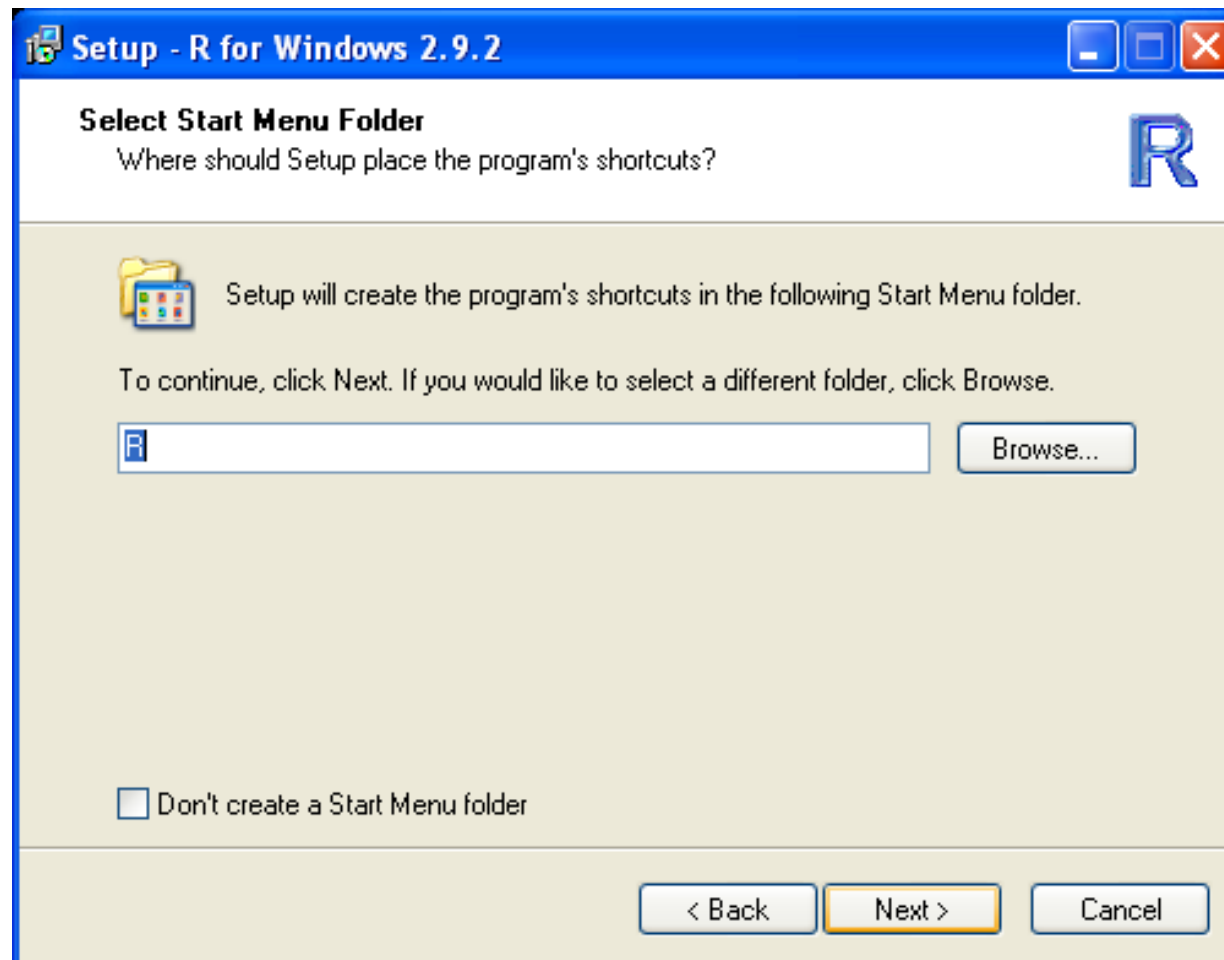 Setup - R for Windows 2.9.2
Select Start Menu Folder
Where should Setup place the program's shortcuts?
R
Setup will create the program's shortcuts in the following Start Menu folder.
To continue, click Next. If you would like to select a different folder, click Browse.
R
Browse...
Don't create a Start Menu folder
< Back
Next >
Cancel